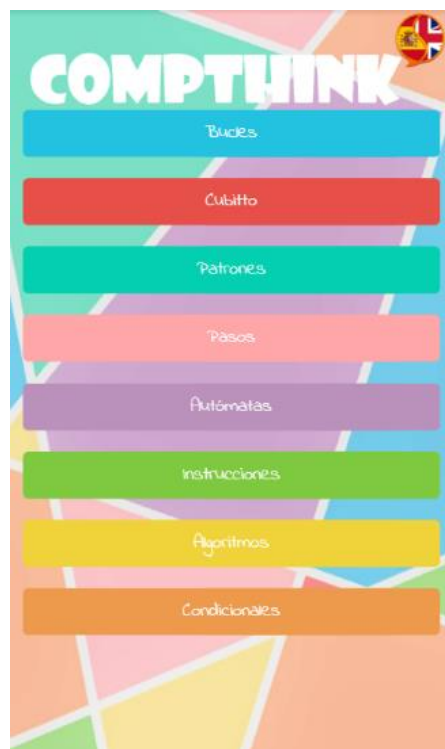 COMPTHINK
Bucles
Cubitto
Patrones
Pasos
Autómatas
Instrucciones
Algoritmos
Condicionales